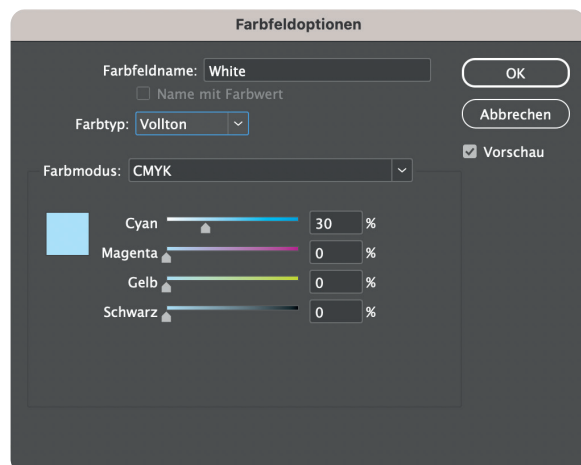 Farbfeldoptionen
Farbfeldname: White
OK
Name mit Farbwert
Abbrechen
Farbtyp: Vollton
Vorschau
Farbmodus: CMYK
Cyan 30 %
Magenta 0 %
Gelb 0 %
Schwarz 0 %